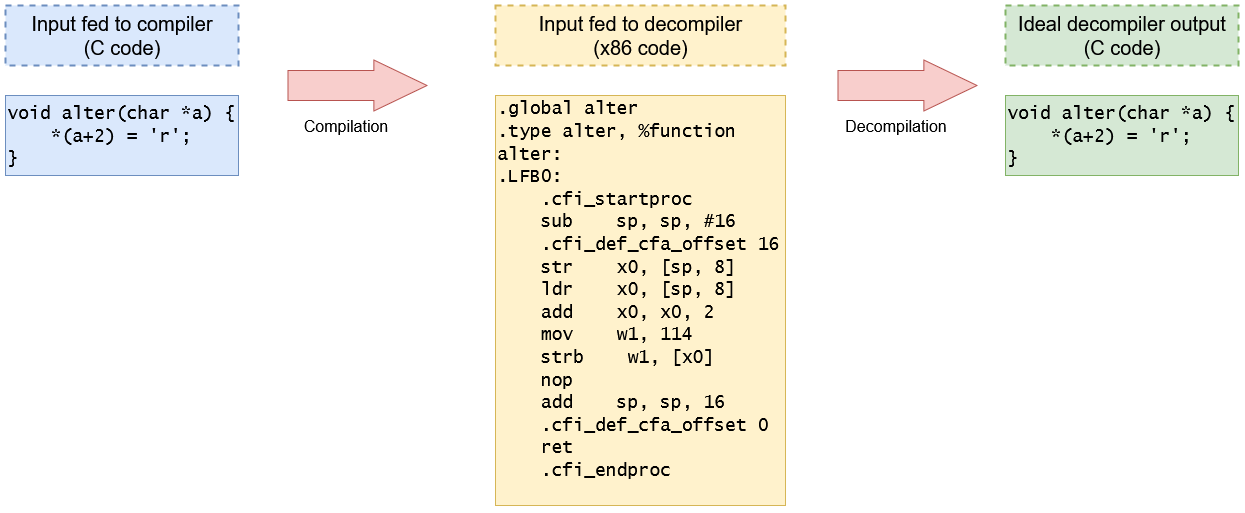 Input fed to compiler
(C code)
void alter(char *a) {
    *(a+2) = 'r';
}
Compilation
Input fed to decompiler
(x86 code)
.global alter
.type alter, %function
alter:
.LFB0:
    .cfi_startproc
    sub    sp, sp, #16
    .cfi_def_cfa_offset 16
    str    x0, [sp, 8]
    ldr    x0, [sp, 8]
    add    x0, x0, 2
    mov    w1, 114
    strb    w1, [x0]
    nop
    add    sp, sp, 16
    .cfi_def_cfa_offset 0
    ret
    .cfi_endproc
Decompilation
Ideal decompiler output
(C code)
void alter(char *a) {
    *(a+2) = 'r';
}